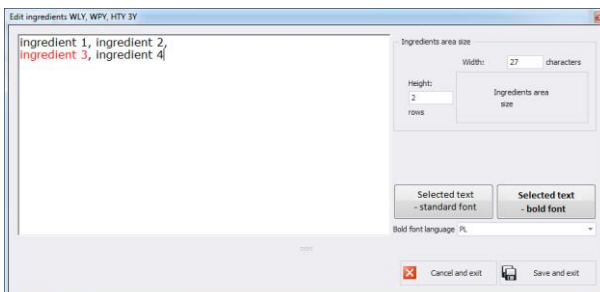 Edit ingredients WLY, WPY, HTY 3Y
ingredient 1, ingredient 2,
ingredient 3, ingredient 4
Ingredients area size
Width: 27 characters
Height:
2
rows
Ingredients area
size
Selected text
- standard font
Selected text
- bold font
Bold font language PL
Cancel and exit
Save and exit